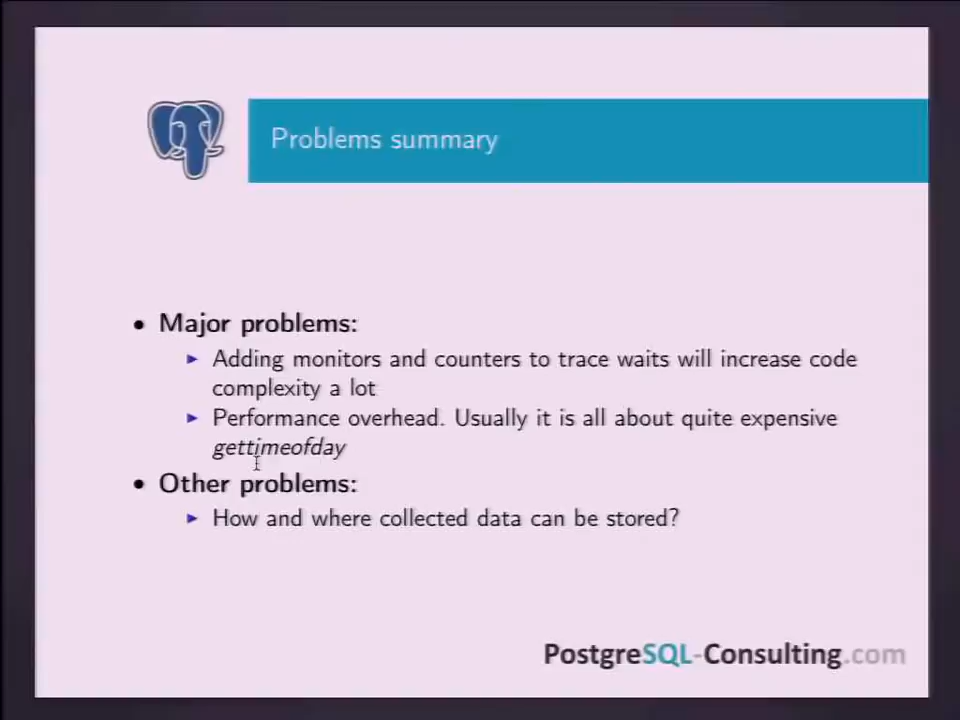 Problems summary
• Major problems:
▶ Adding monitors and counters to trace waits will increase code
complexity a lot
▶ Performance overhead. Usually it is all about quite expensive
gettimeofday
• Other problems:
▶ How and where collected data can be stored?
PostgreSQL-Consulting.com